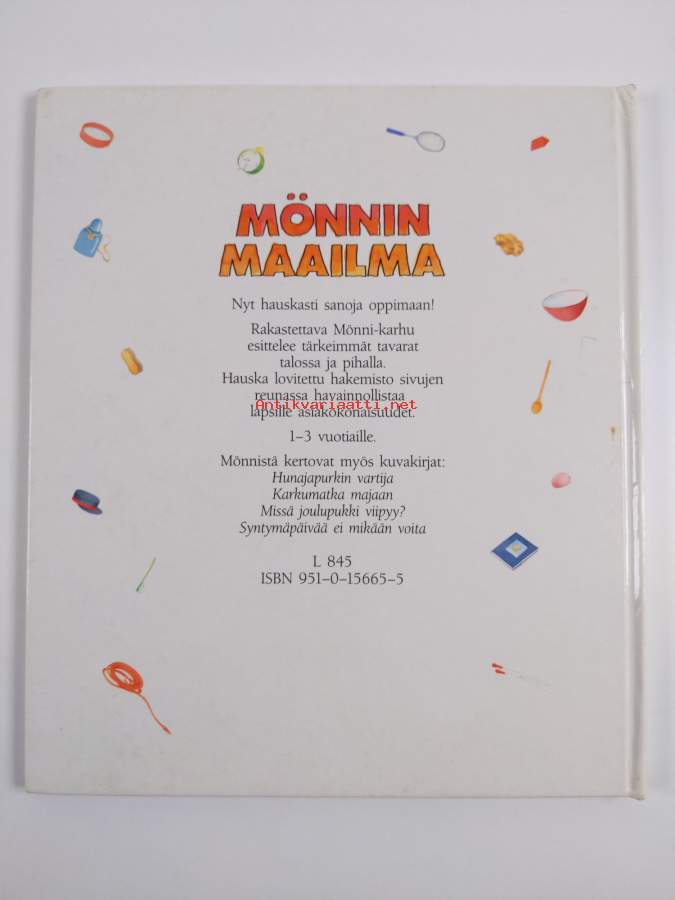 MÖNNIN
MAAILMA
Nyt hauskasti sanoja oppimaan!
Rakastettava Mönni-karhu
esittelee tärkeimmät tavarat
talossa ja pihalla.
Hauska lovitettu hakemisto sivujen
reunassa havainnollistaa
Antikvariaatti.net
lapsille asiakokonaisuudet.
1–3 vuotiaille.
Mönnistä kertovat myös kuvakirjat:
Hunajapurkin vartija
Karkumatka majaan
Missä joulupukki viipyy?
Syntymäpäivää ei mikään voita
L 845
ISBN 951–0–15665–5